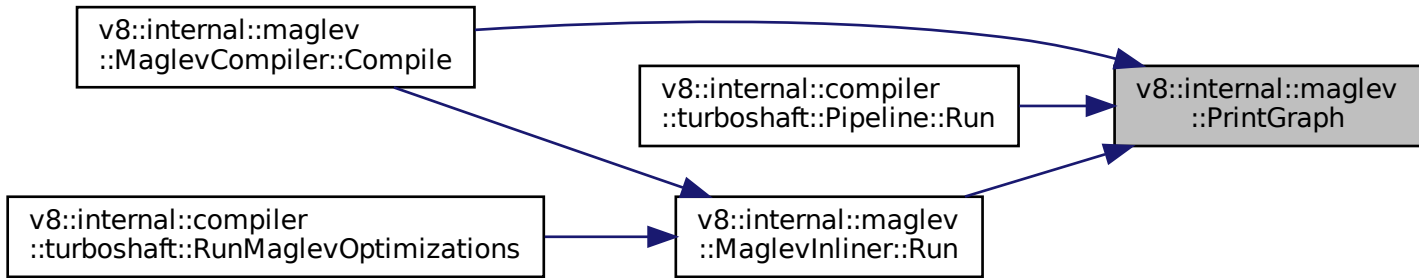 v8::internal::maglev
::MaglevCompiler::Compile
v8::internal::compiler
::turboshaft::Pipeline::Run
v8::internal::maglev
::PrintGraph
v8::internal::compiler
::turboshaft::RunMaglevOptimizations
v8::internal::maglev
::MaglevInliner::Run